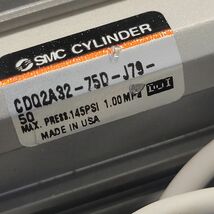 SMC CYLINDER
CDQ2A32-75D-J79-
50
MAX. PRESS.145PSI 1.00MPa
MADE IN USA